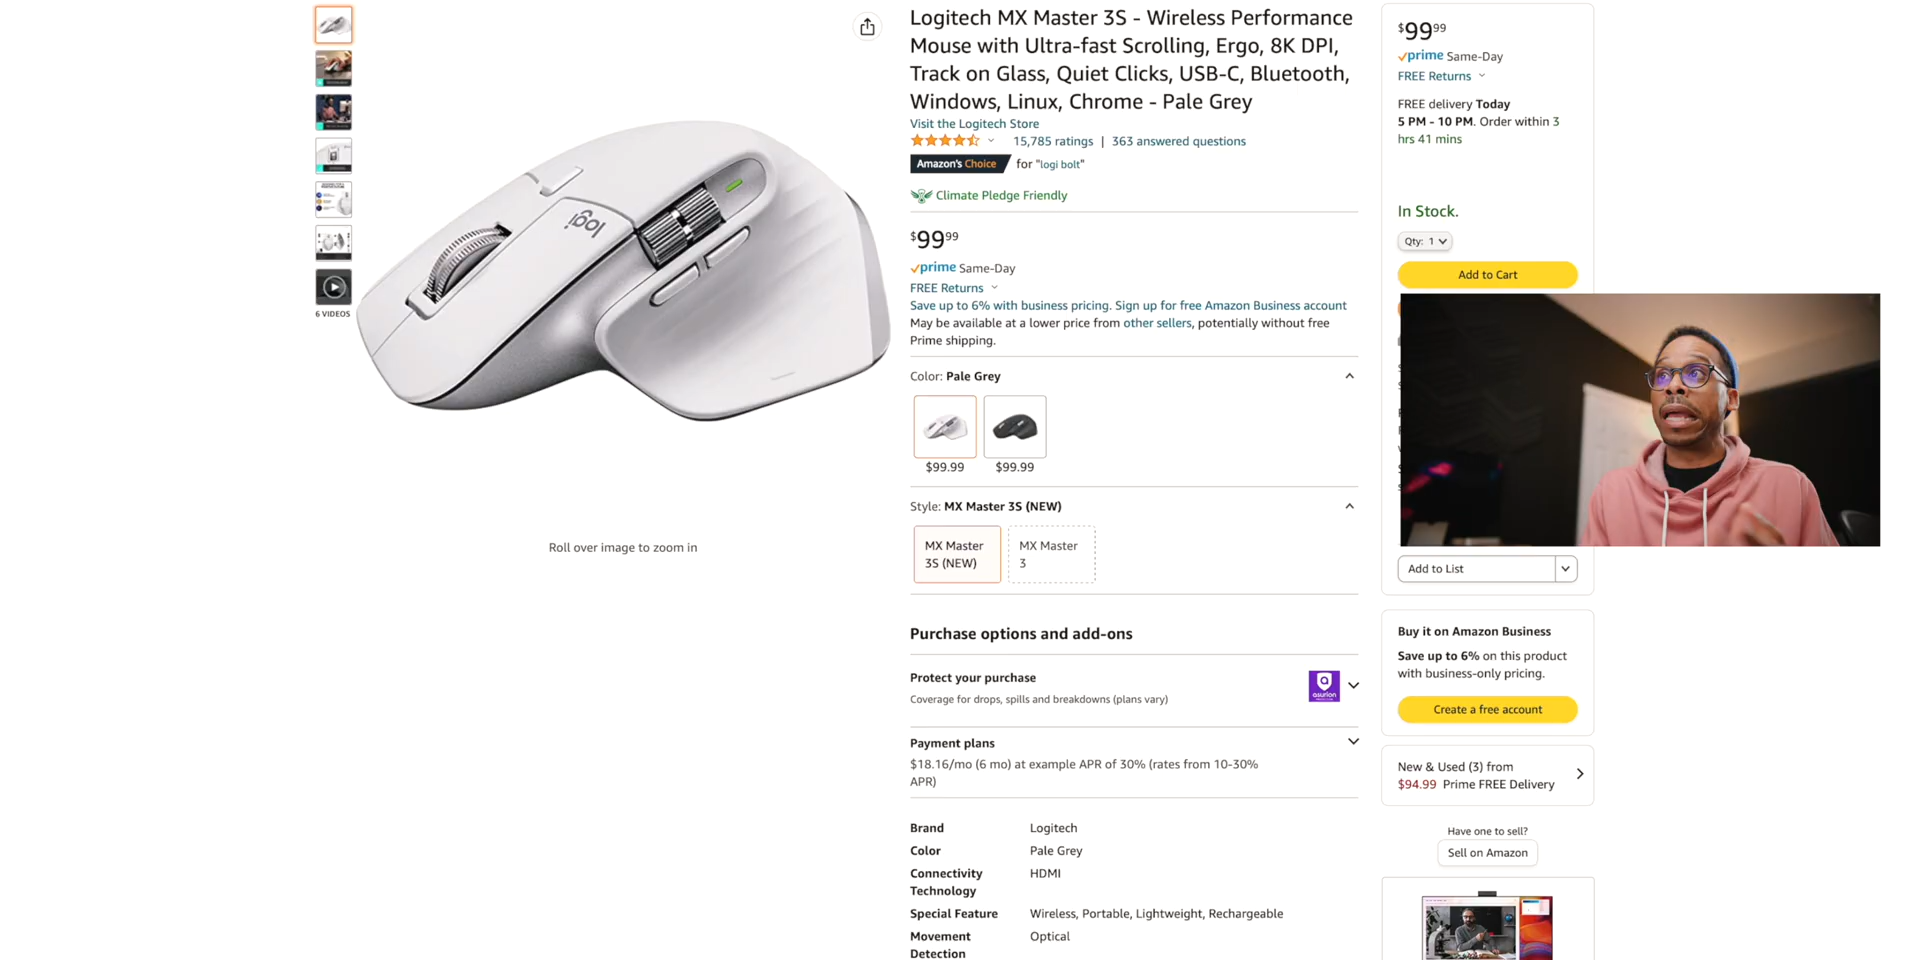 6 VIDEOS
logi
Roll over image to zoom in
Logitech MX Master 3S - Wireless Performance
Mouse with Ultra-fast Scrolling, Ergo, 8K DPI,
Track on Glass, Quiet Clicks, USB-C, Bluetooth,
Windows, Linux, Chrome - Pale Grey
Visit the Logitech Store
15,785 ratings | 363 answered questions
Amazon's Choice for "logi bolt"
Climate Pledge Friendly
$99 99
prime Same-Day
FREE Returns
Save up to 6% with business pricing. Sign up for free Amazon Business account
May be available at a lower price from other sellers, potentially without free
Prime shipping.
Color: Pale Grey
$99.99 $99.99
Style: MX Master 3S (NEW)
MX Master
3S (NEW)
MX Master
3
Purchase options and add-ons
Protect your purchase
Coverage for drops, spills and breakdowns (plans vary)
asurion
Payment plans
$18.16/mo (6 mo) at example APR of 30% (rates from 10-30%
APR)
Brand Logitech
Color Pale Grey
Connectivity HDMI
Technology
Special Feature Wireless, Portable, Lightweight, Rechargeable
Movement Optical
Detection
$99 99
prime Same-Day
FREE Returns
FREE delivery Today
5 PM - 10 PM. Order within 3
hrs 41 mins
In Stock.
Qty: 1
Add to Cart
Add to List
Buy it on Amazon Business
Save up to 6% on this product
with business-only pricing.
Create a free account
New & Used (3) from
$94.99 Prime FREE Delivery
Have one to sell?
Sell on Amazon